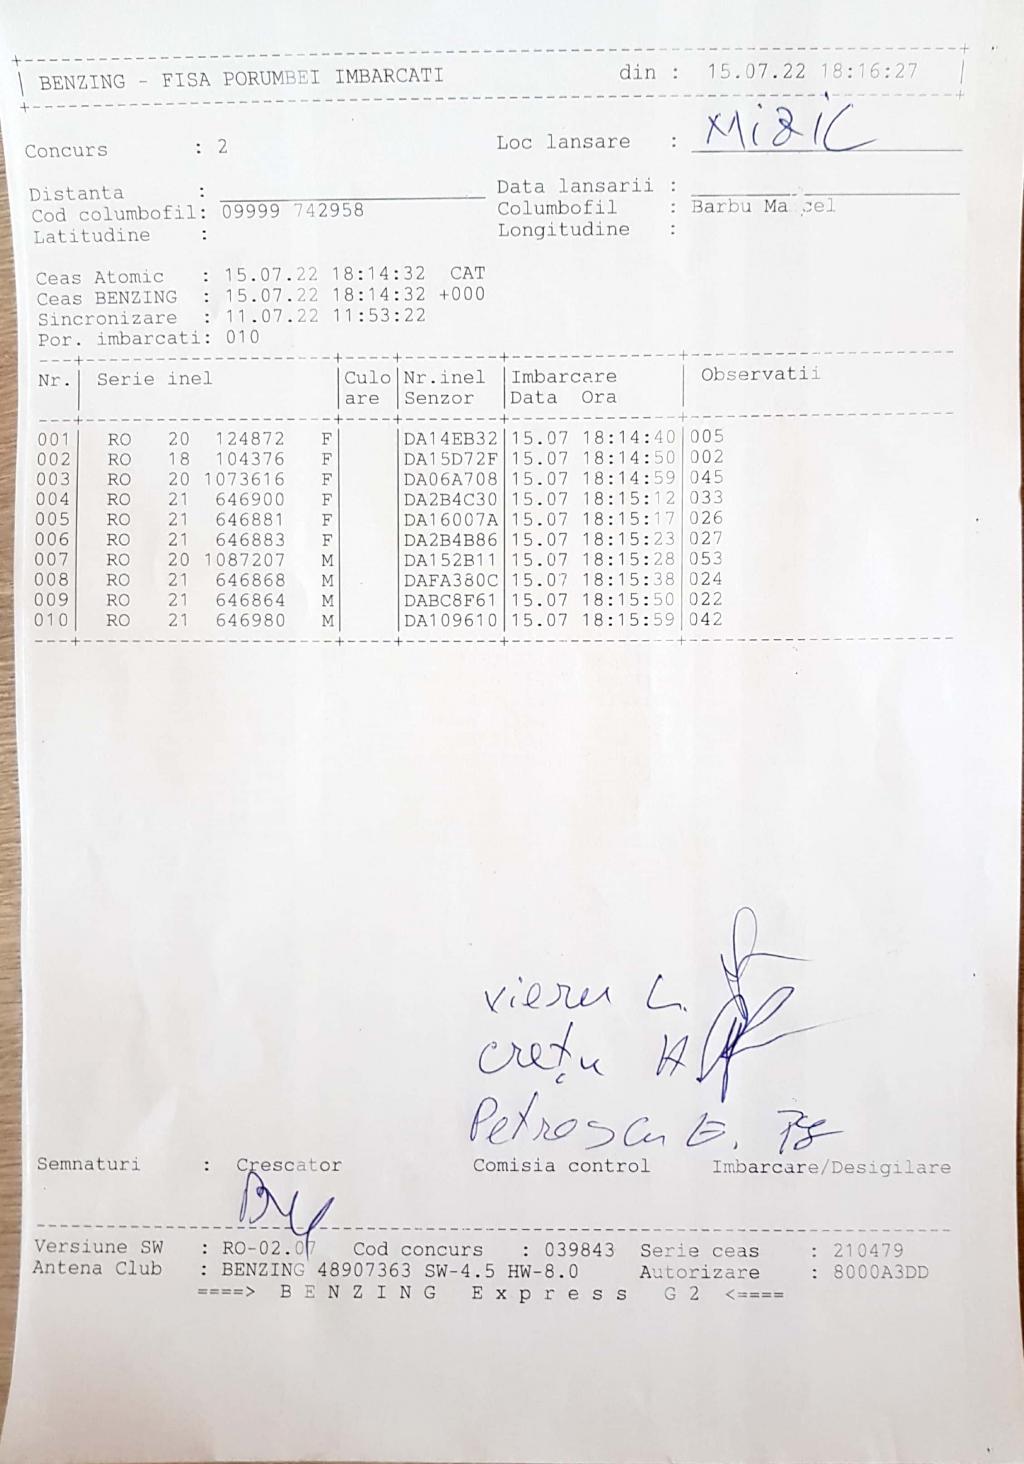 BENZING - FISA PORUMBEI IMBARCATI din : 15.07.22 18:16:27
Concurs : 2 Loc lansare : Mizic
Distanta : Data lansarii :
Cod columbofil: 09999 742958 Columbofil : Barbu Marcel
Latitudine : Longitudine :
Ceas Atomic : 15.07.22 18:14:32 CAT
Ceas BENZING : 15.07.22 18:14:32 +000
Sincronizare : 11.07.22 11:53:22
Por. imbarcati: 010
Nr. Serie inel Culo Nr.inel Imbarcare Observatii
are Senzor Data Ora
001 RO 20 124872 F DA14EB32 15.07 18:14:40 005
002 RO 18 104376 F DA15D72F 15.07 18:14:50 002
003 RO 20 1073616 F DA06A708 15.07 18:14:59 045
004 RO 21 646900 F DA2B4C30 15.07 18:15:12 033
005 RO 21 646881 F DA16007A 15.07 18:15:17 026
006 RO 21 646883 F DA2B4B86 15.07 18:15:23 027
007 RO 20 1087207 M DA152B11 15.07 18:15:28 053
008 RO 21 646868 M DAFA380C 15.07 18:15:38 024
009 RO 21 646864 M DABC8F61 15.07 18:15:50 022
010 RO 21 646980 M DA109610 15.07 18:15:59 042
Vieru L.
Crețu A
Petroscu E.
Semnaturi : Crescator Comisia control Imbarcare/Desigilare
Versiune SW : RO-02.07 Cod concurs : 039843 Serie ceas : 210479
Antena Club : BENZING 48907363 SW-4.5 HW-8.0 Autorizare : 8000A3DD
====> B E N Z I N G E x p r e s s G 2 <====